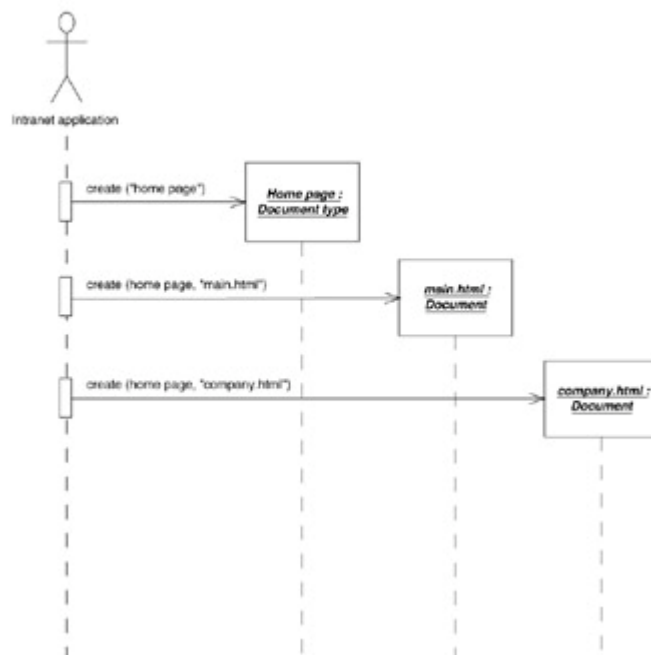 Intranet application
create ("home page")
Home page :
Document type
create (home page, "main.html")
main.html :
Document
create (home page, "company.html")
company.html :
Document